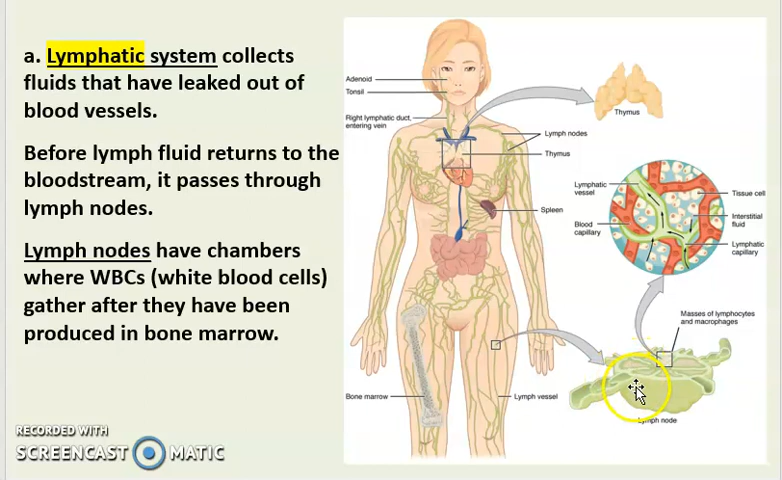 a. Lymphatic system collects
fluids that have leaked out of
blood vessels.
Before lymph fluid returns to the
bloodstream, it passes through
lymph nodes.
Lymph nodes have chambers
where WBCs (white blood cells)
gather after they have been
produced in bone marrow.
RECORDED WITH
SCREENCAST MATIC
Adenoid
Tonsil
Right lymphatic duct,
entering vein
Thymus
Lymph nodes
Thymus
Spleen
Lymphatic
vessel
Blood
capillary
Tissue cell
Interstitial
fluid
Lymphatic
capillary
Masses of lymphocytes
and macrophages
Bone marrow
Lymph vessel
Lymph node